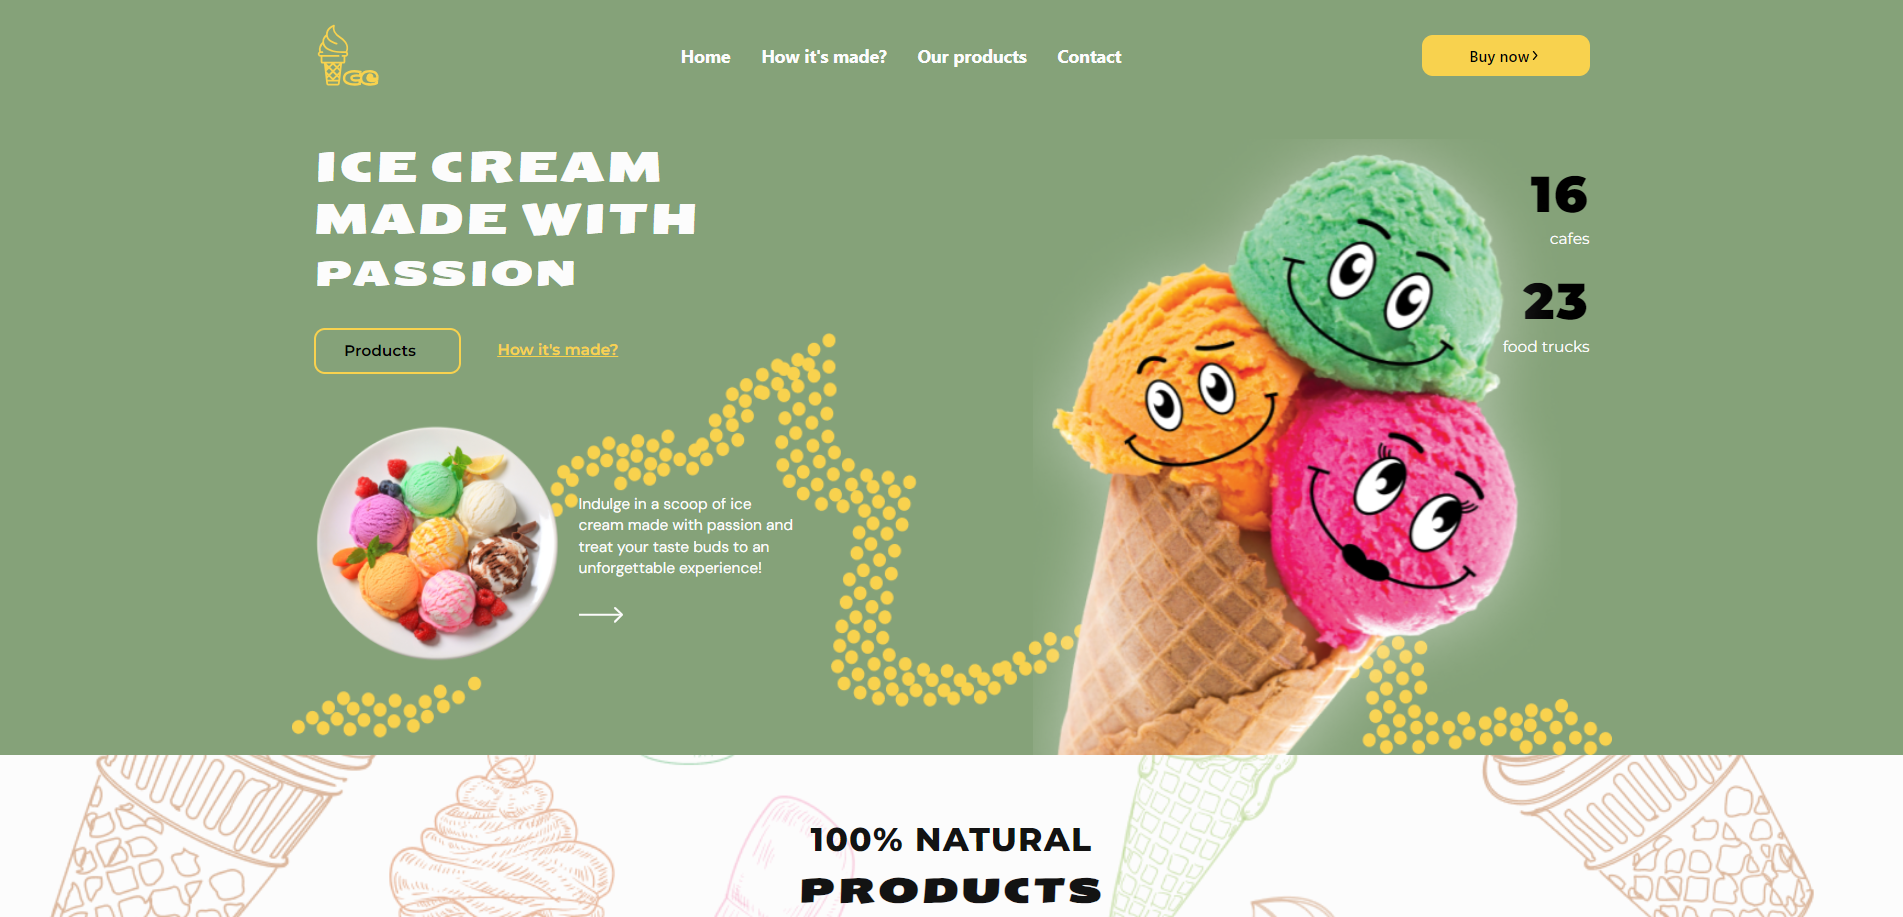 Home How it's made? Our products Contact
Buy now ›
ICE CREAM
MADE WITH
PASSION
Products How it's made?
16
cafes
23
food trucks
Indulge in a scoop of ice
cream made with passion and
treat your taste buds to an
unforgettable experience!
100% NATURAL
PRODUCTS